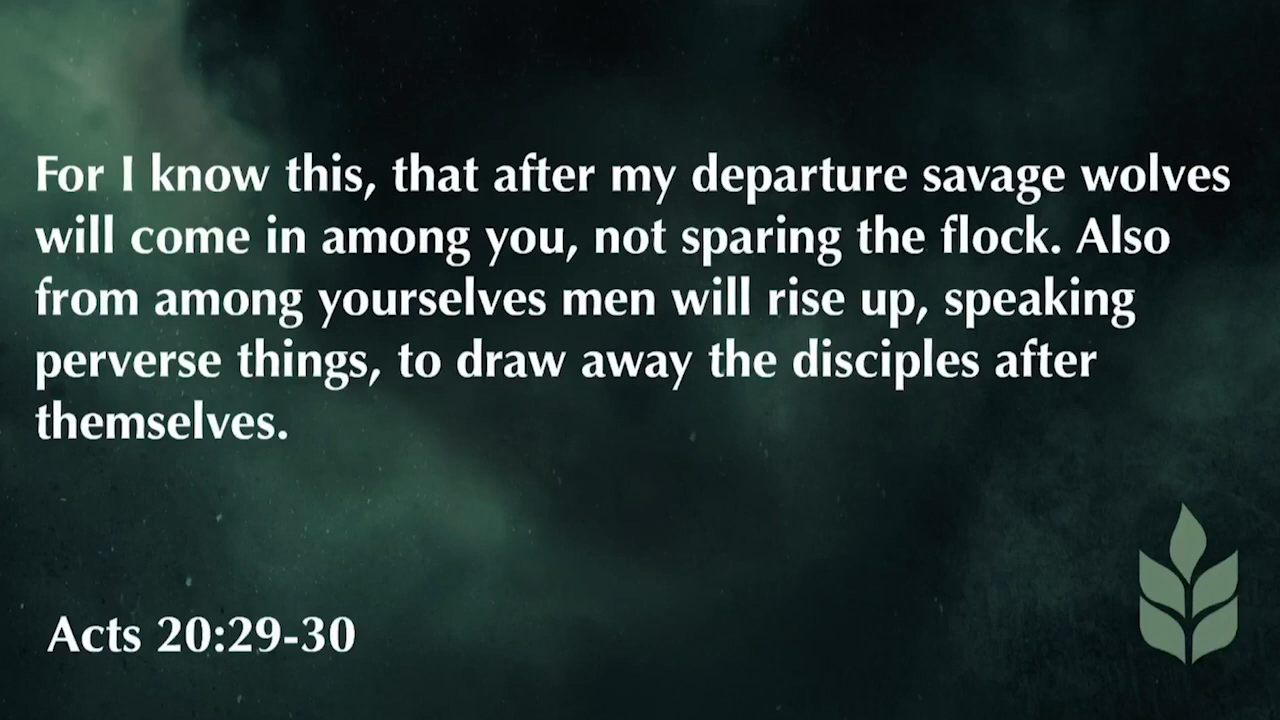 For I know this, that after my departure savage wolves
will come in among you, not sparing the flock. Also
from among yourselves men will rise up, speaking
perverse things, to draw away the disciples after
themselves.
Acts 20:29-30